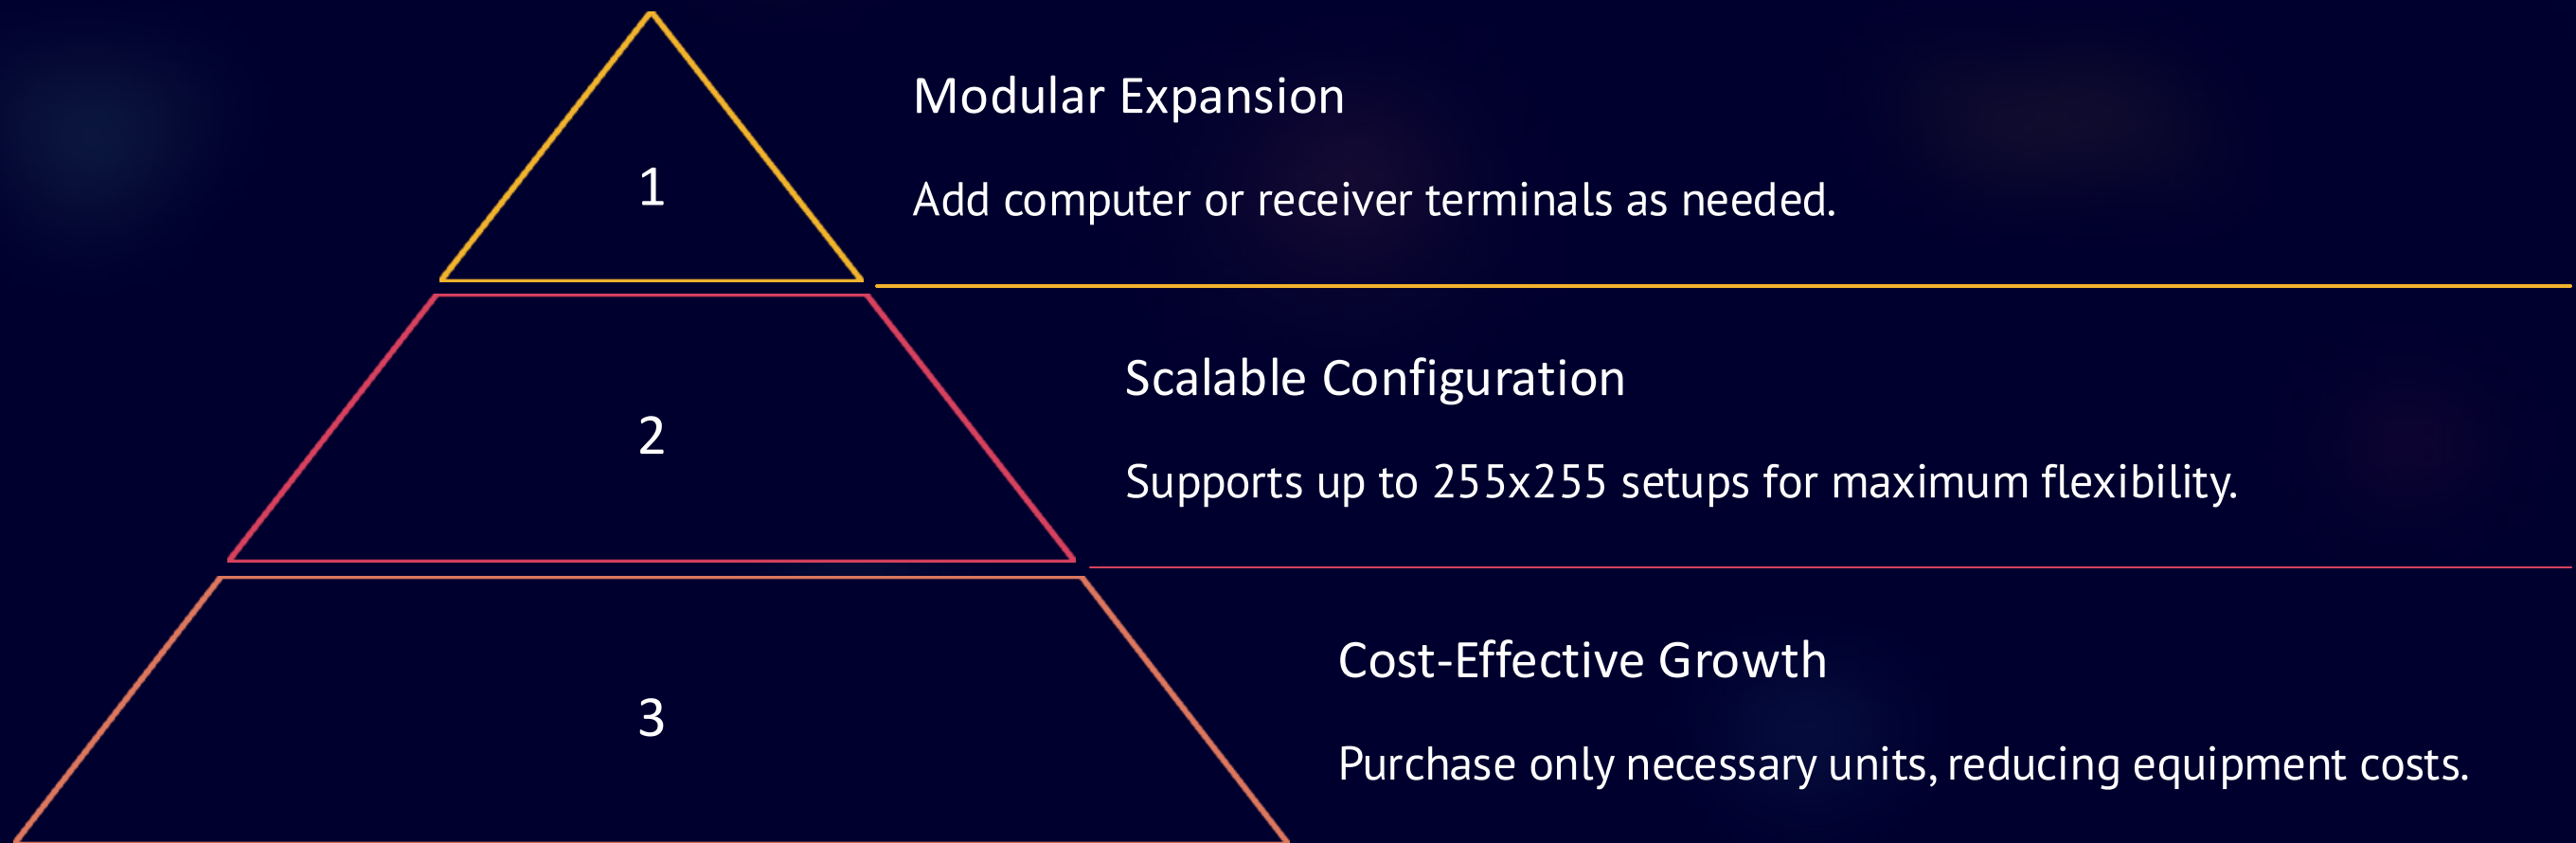 1
Modular Expansion
Add computer or receiver terminals as needed.
2
Scalable Configuration
Supports up to 255x255 setups for maximum flexibility.
3
Cost-Effective Growth
Purchase only necessary units, reducing equipment costs.